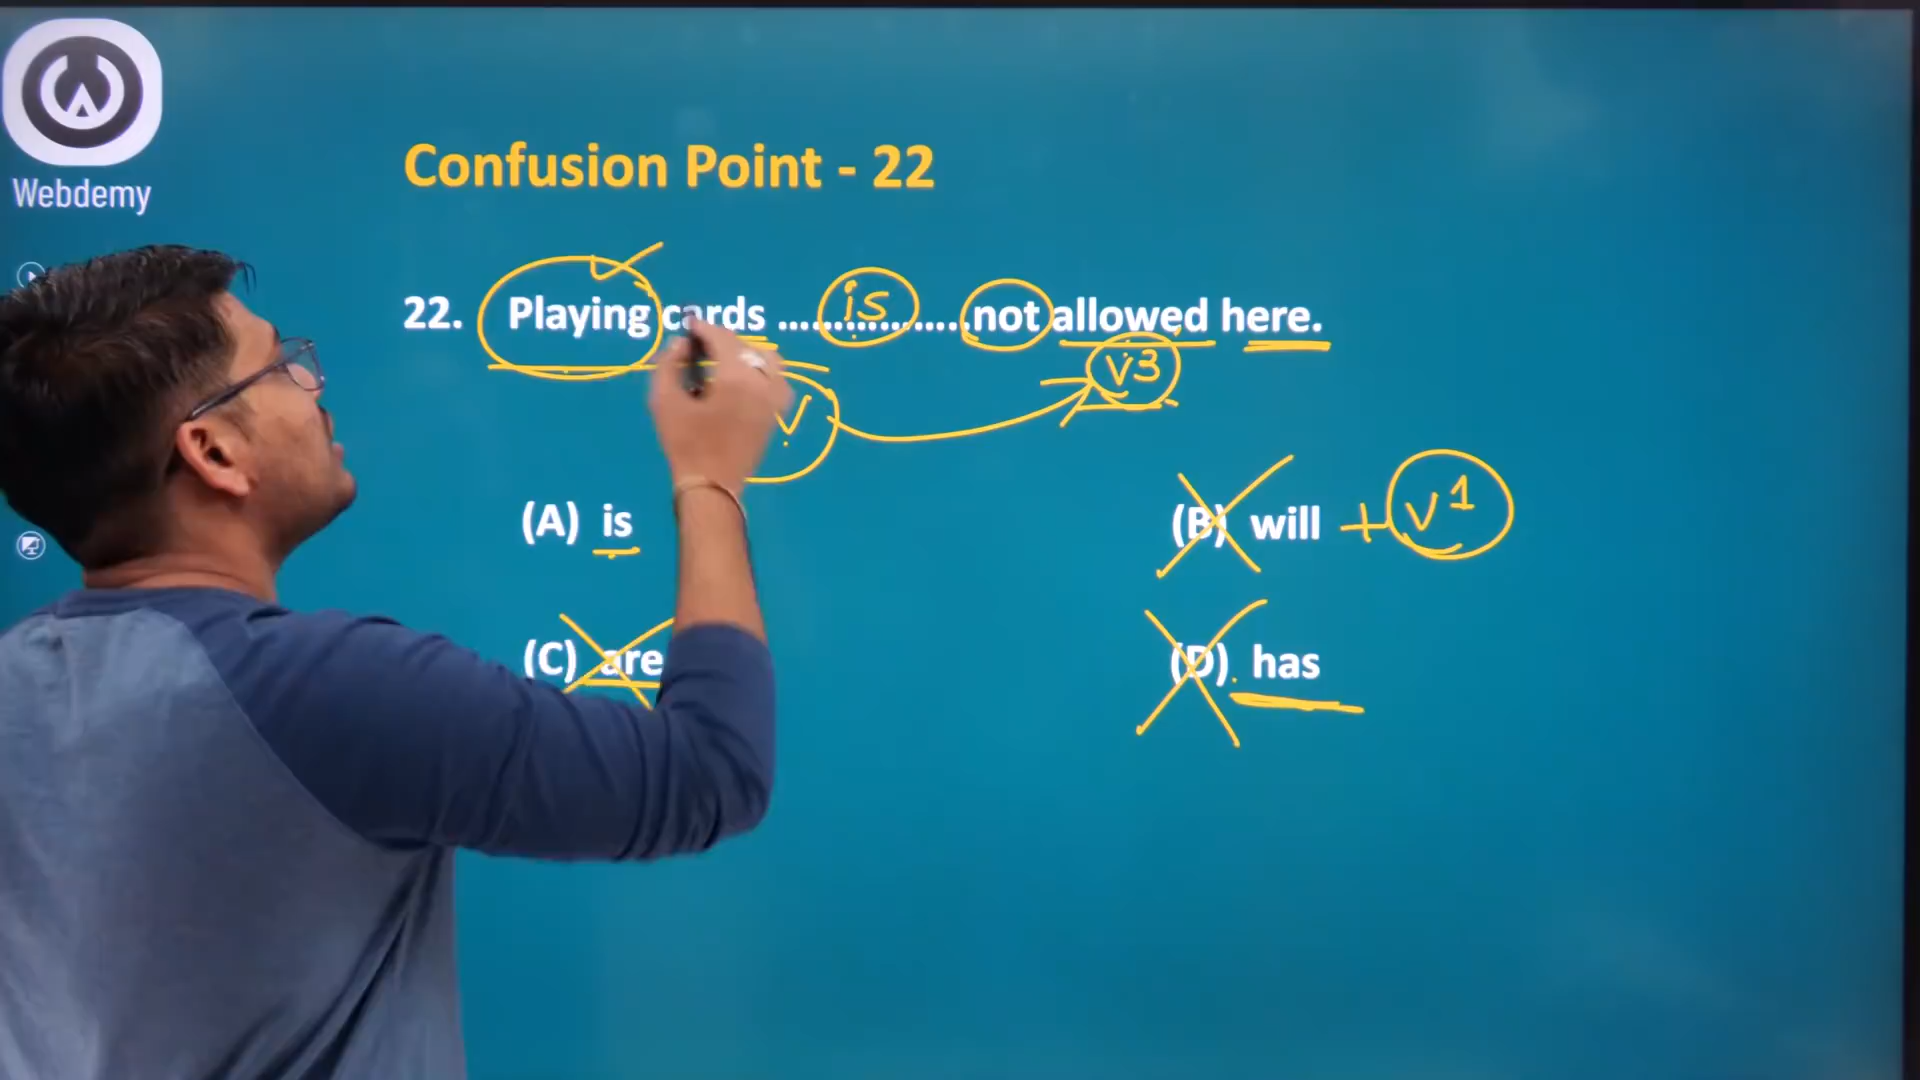 Webdemy
Confusion Point - 22
22. Playing cards ...... is ...... not allowed here.
v3
V
(A) is
(B) will + v1
(C) are
(D) has